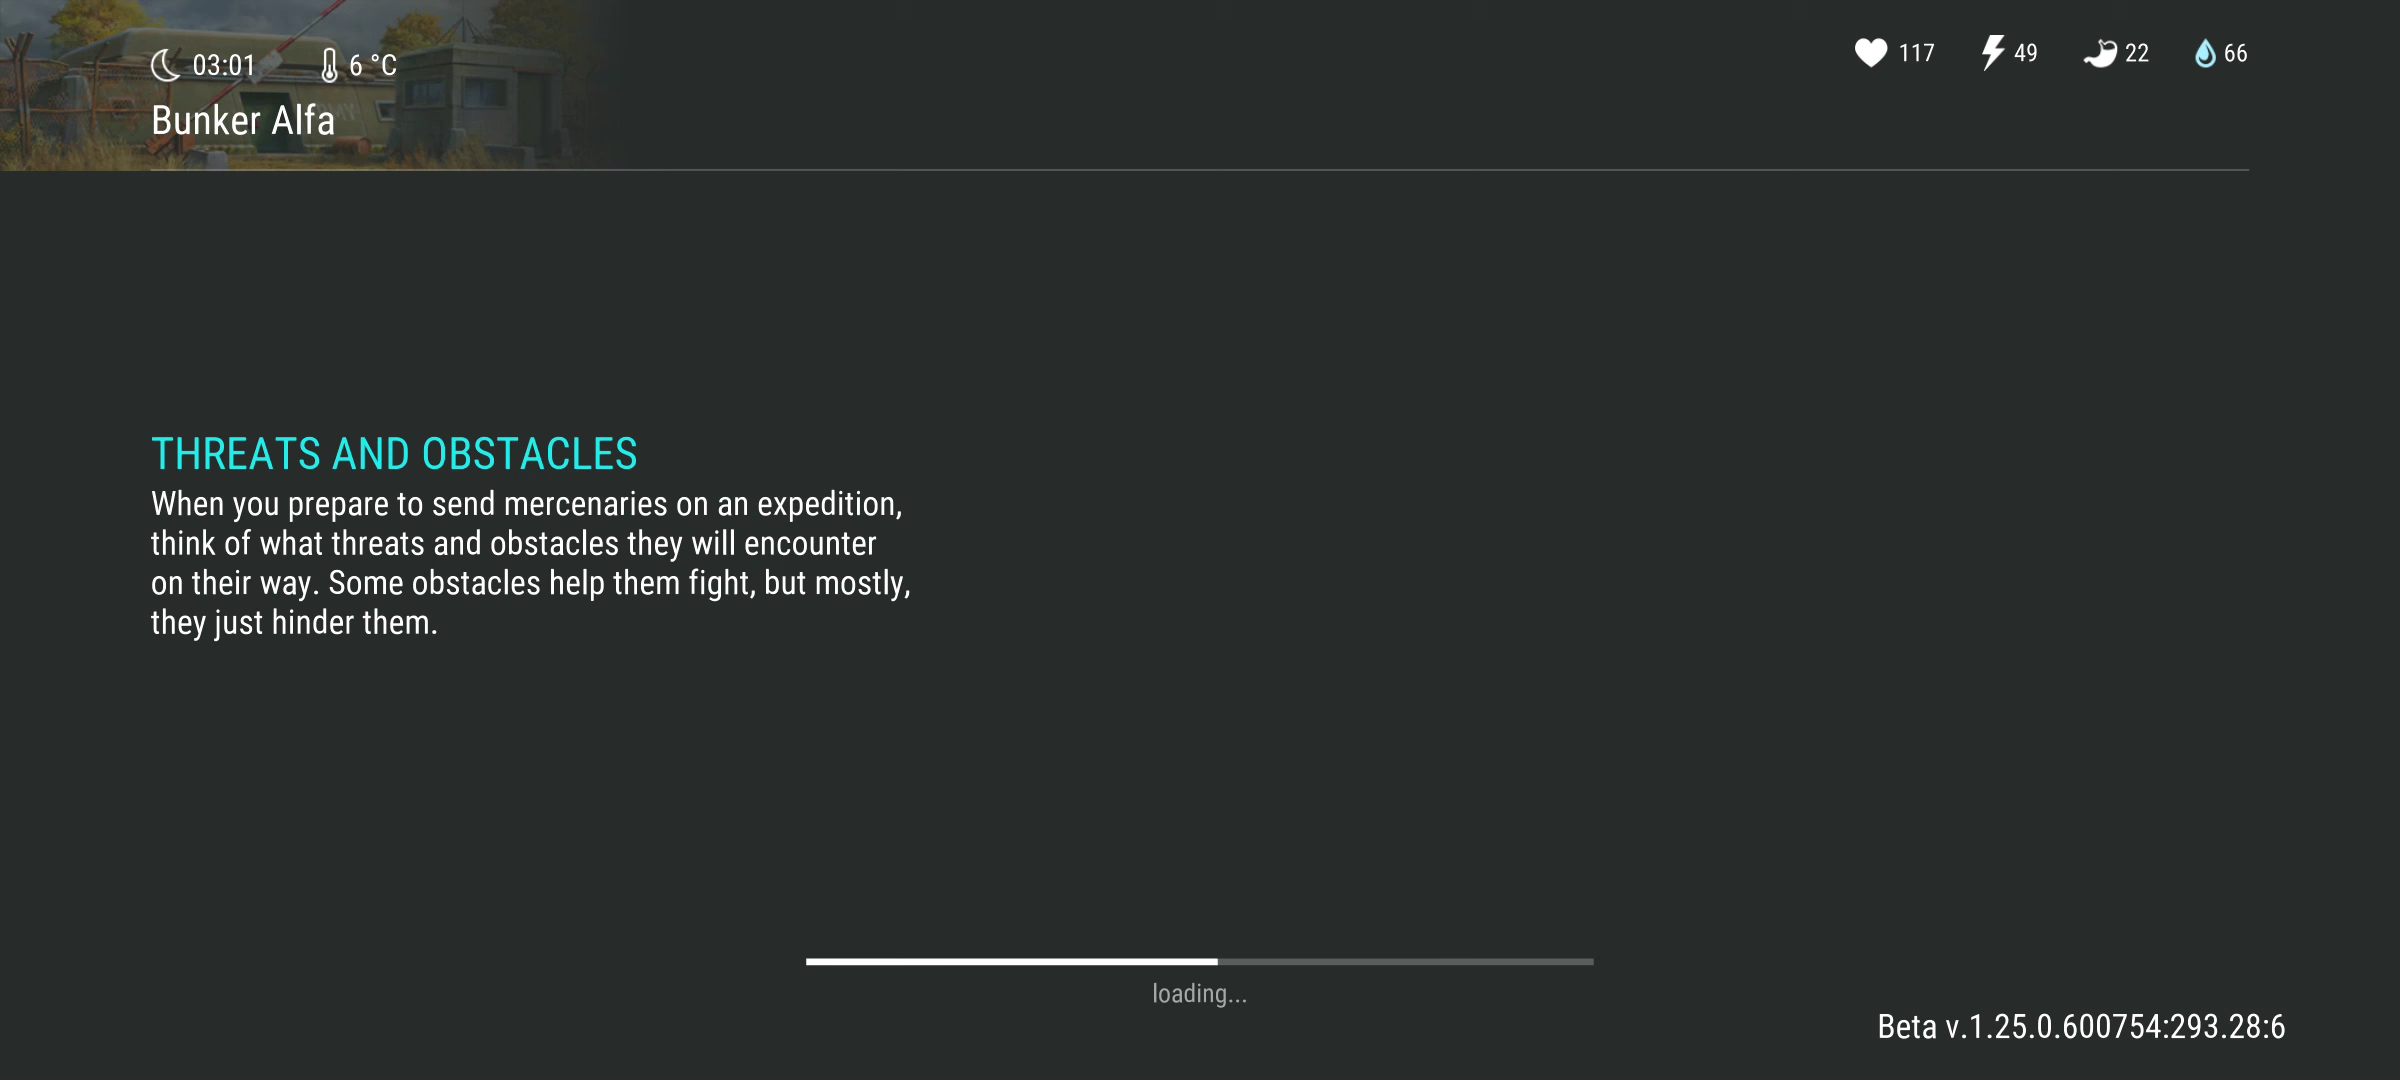 03:01 6 °C
Bunker Alfa
117 49 22 66
THREATS AND OBSTACLES
When you prepare to send mercenaries on an expedition,
think of what threats and obstacles they will encounter
on their way. Some obstacles help them fight, but mostly,
they just hinder them.
loading...
Beta v.1.25.0.600754:293.28:6